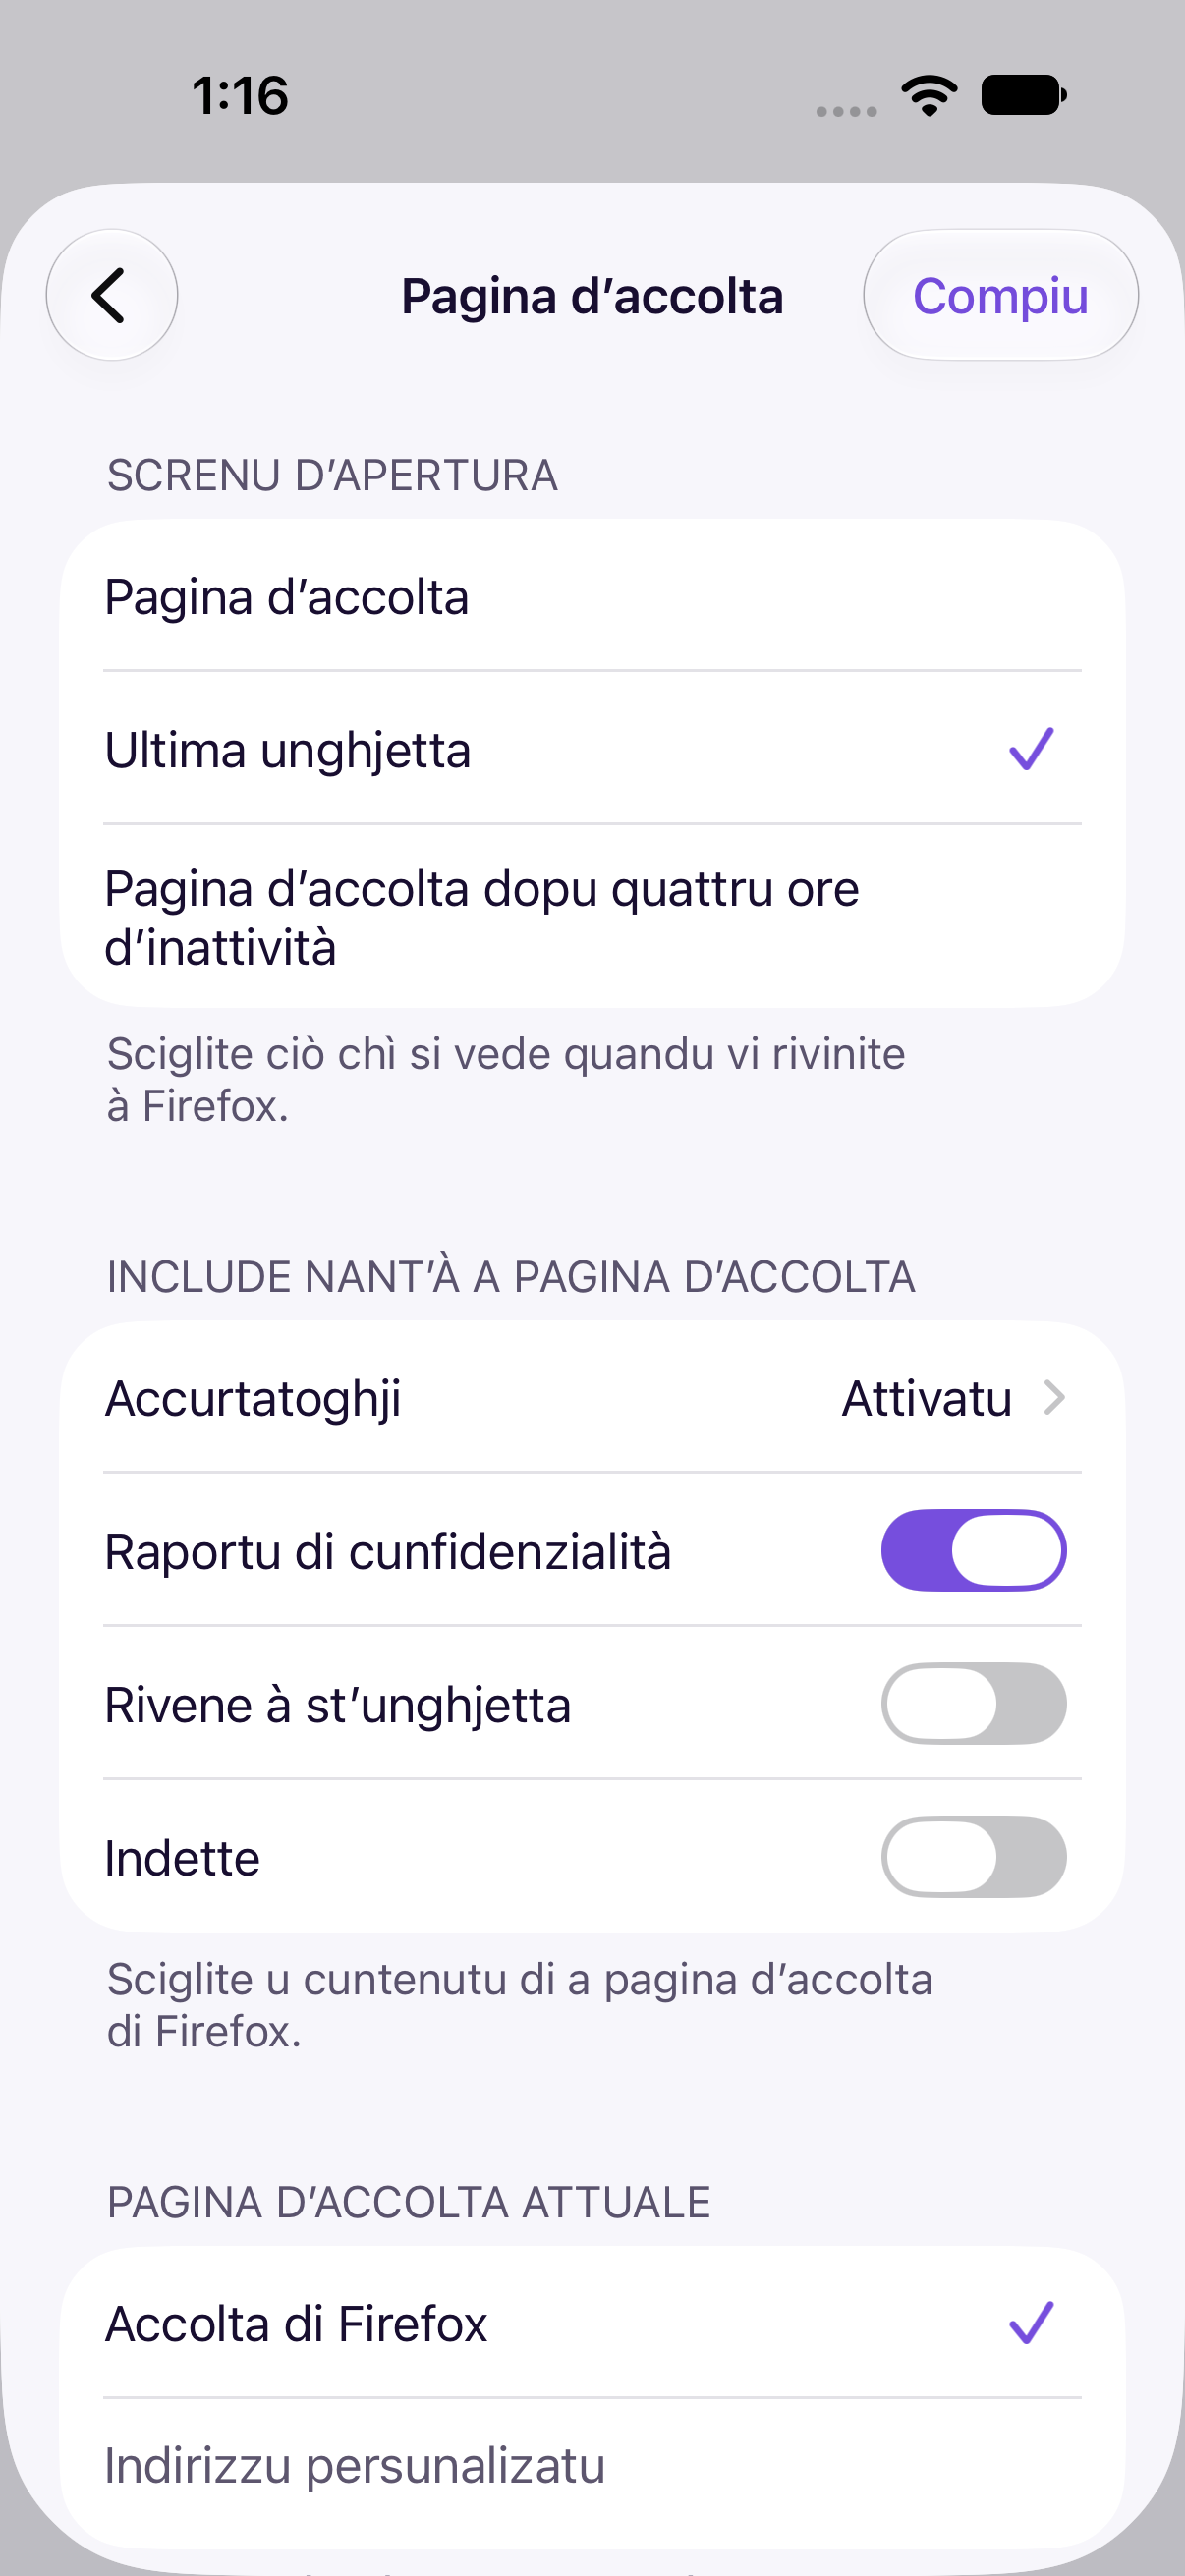 1:16
Pagina d’accolta
Compiu
SCRENU D’APERTURA
Pagina d’accolta
Ultima unghjetta
Pagina d’accolta dopu quattru ore
d’inattività
Sciglite ciò chì si vede quandu vi rivinite
à Firefox.
INCLUDE NANT’À A PAGINA D’ACCOLTA
Accurtatoghji
Attivatu
Raportu di cunfidenzialità
Rivene à st’unghjetta
Indette
Sciglite u cuntenutu di a pagina d’accolta
di Firefox.
PAGINA D’ACCOLTA ATTUALE
Accolta di Firefox
Indirizzu persunalizatu